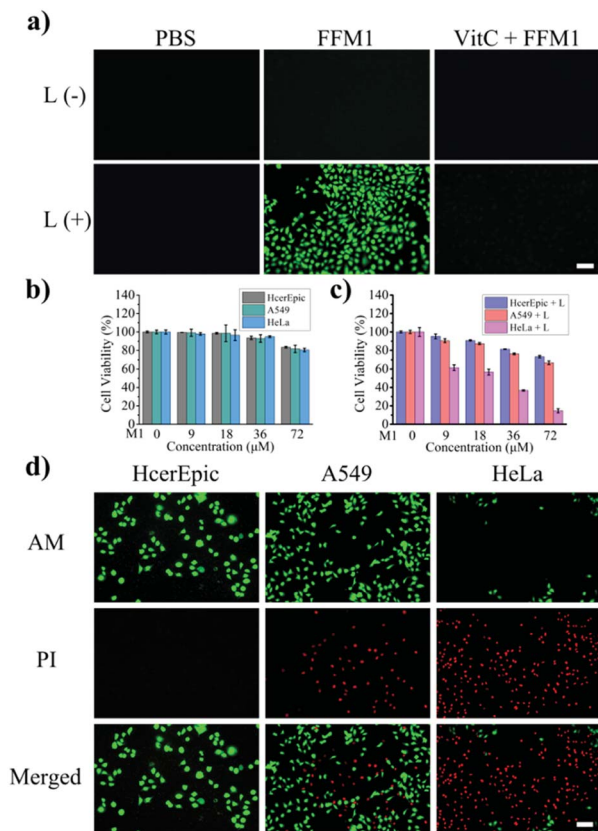 a)
PBS FFM1 VitC + FFM1
L (-)
L (+)
b)
140
120
100
80
60
40
20
0
Cell Viability (%)
HcerEpic
A549
HeLa
M1 0 9 18 36 72
Concentration (μM)
c)
140
120
100
80
60
40
20
0
Cell Viability (%)
HcerEpic + L
A549 + L
HeLa + L
M1 0 9 18 36 72
Concentration (μM)
d)
HcerEpic A549 HeLa
AM
PI
Merged